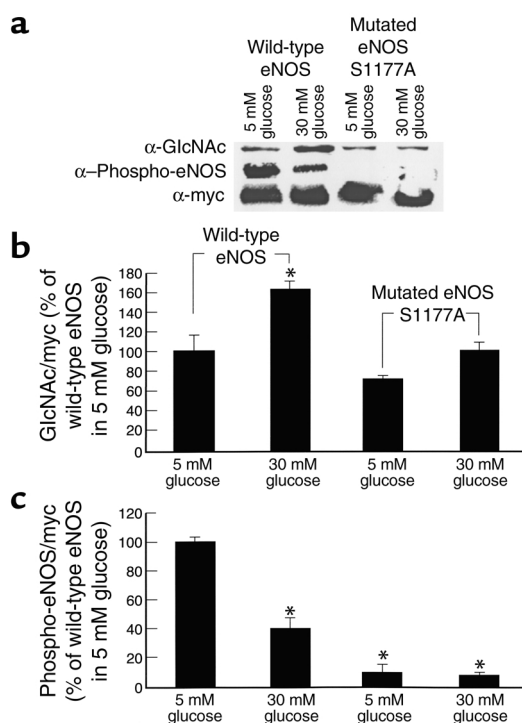 a
Wild-type
eNOS
Mutated
eNOS
S1177A
5 mM
glucose
30 mM
glucose
5 mM
glucose
30 mM
glucose
α-GlcNAc
α–Phospho-eNOS
α-myc
b
GlcNAc/myc (% of
wild-type eNOS
in 5 mM glucose)
180
160
140
120
100
80
60
40
20
0
Wild-type
eNOS
*
Mutated eNOS
S1177A
5 mM
glucose
30 mM
glucose
5 mM
glucose
30 mM
glucose
c
Phospho-eNOS/myc
(% of wild-type eNOS
in 5 mM glucose)
120
100
80
60
40
20
0
*
*
*
5 mM
glucose
30 mM
glucose
5 mM
glucose
30 mM
glucose